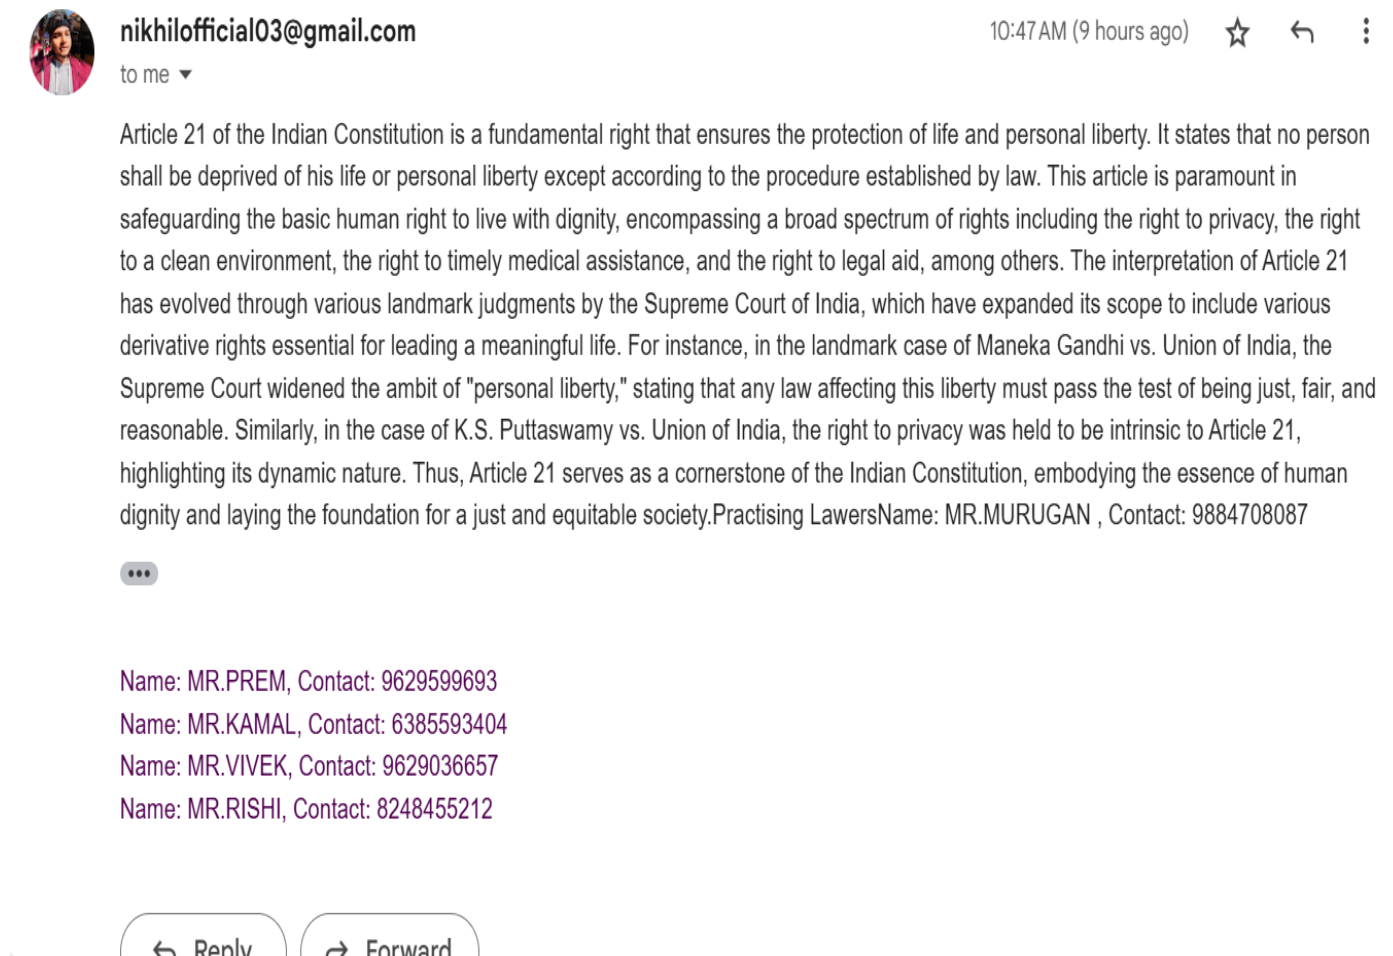 nikhilofficial03@gmail.com
10:47 AM (9 hours ago)
to me
Article 21 of the Indian Constitution is a fundamental right that ensures the protection of life and personal liberty. It states that no person
shall be deprived of his life or personal liberty except according to the procedure established by law. This article is paramount in
safeguarding the basic human right to live with dignity, encompassing a broad spectrum of rights including the right to privacy, the right
to a clean environment, the right to timely medical assistance, and the right to legal aid, among others. The interpretation of Article 21
has evolved through various landmark judgments by the Supreme Court of India, which have expanded its scope to include various
derivative rights essential for leading a meaningful life. For instance, in the landmark case of Maneka Gandhi vs. Union of India, the
Supreme Court widened the ambit of "personal liberty," stating that any law affecting this liberty must pass the test of being just, fair, and
reasonable. Similarly, in the case of K.S. Puttaswamy vs. Union of India, the right to privacy was held to be intrinsic to Article 21,
highlighting its dynamic nature. Thus, Article 21 serves as a cornerstone of the Indian Constitution, embodying the essence of human
dignity and laying the foundation for a just and equitable society.Practising LawersName: MR.MURUGAN , Contact: 9884708087
Name: MR.PREM, Contact: 9629599693
Name: MR.KAMAL, Contact: 6385593404
Name: MR.VIVEK, Contact: 9629036657
Name: MR.RISHI, Contact: 8248455212
Reply
Forward